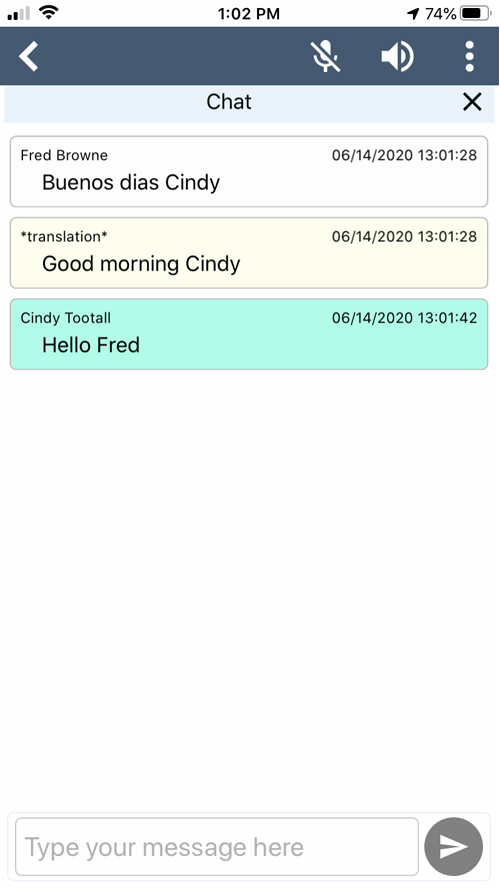 1:02 PM 74%
Chat
Fred Browne 06/14/2020 13:01:28
Buenos dias Cindy
*translation* 06/14/2020 13:01:28
Good morning Cindy
Cindy Tootall 06/14/2020 13:01:42
Hello Fred
Type your message here